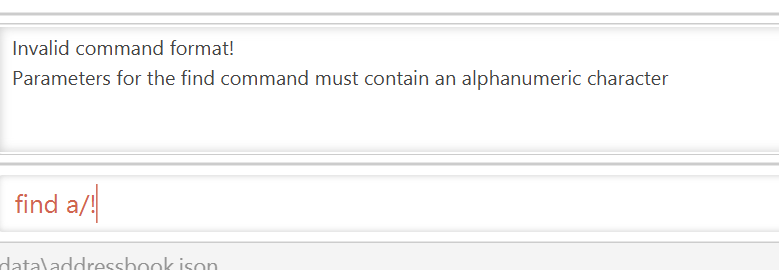 Invalid command format!
Parameters for the find command must contain an alphanumeric character
find a/!
data\addressbook.json